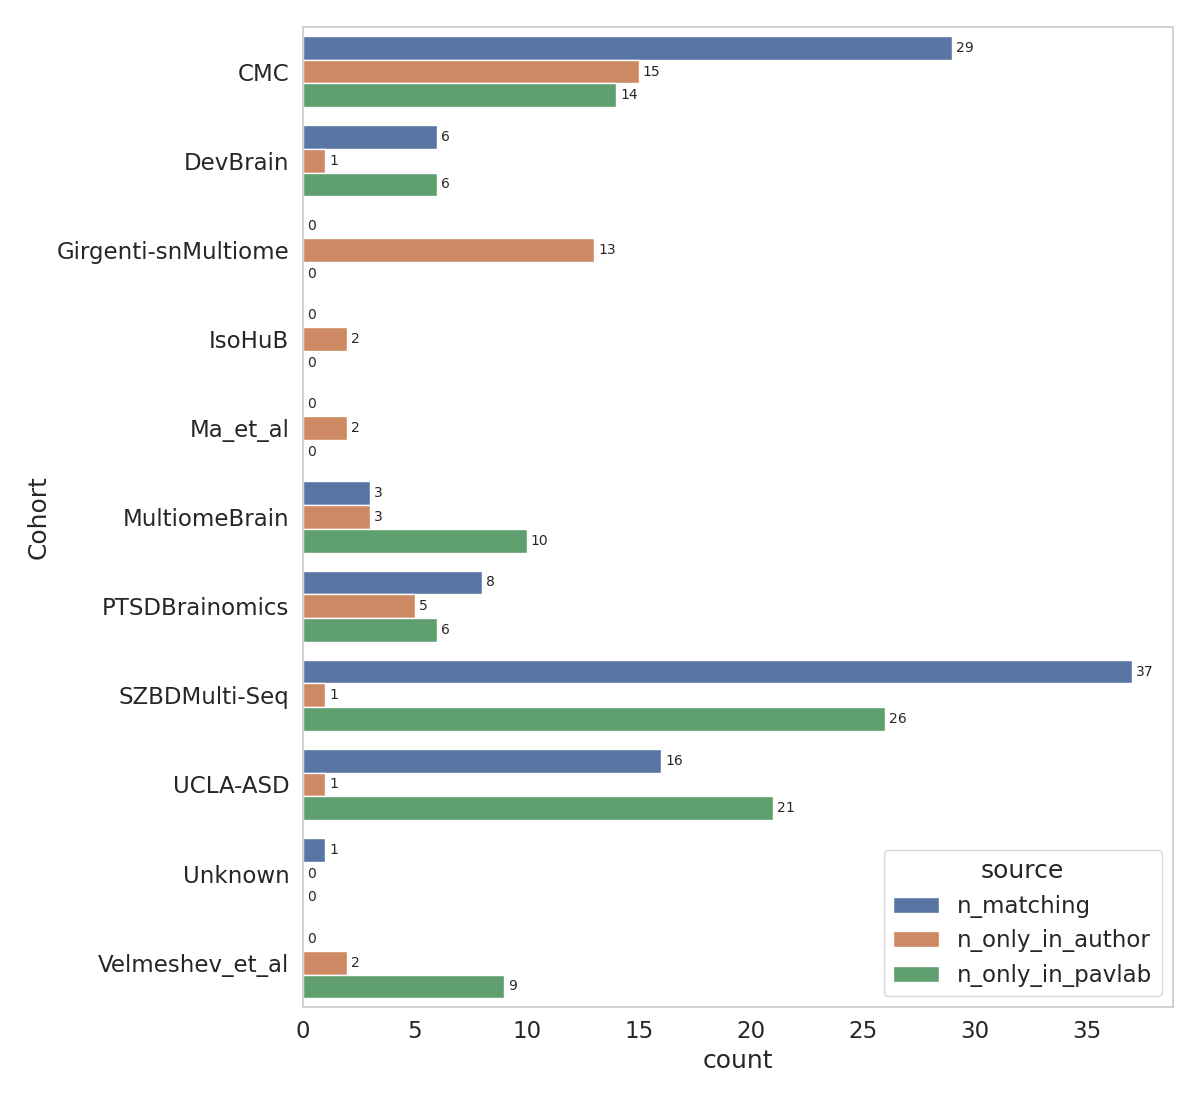 CMC
29
15
14
DevBrain
6
1
6
Girgenti-snMultiome
0
13
0
IsoHuB
0
2
0
Ma_et_al
0
2
0
MultiomeBrain
3
3
10
PTSDBrainomics
8
5
6
SZBDMulti-Seq
37
1
26
UCLA-ASD
16
1
21
Unknown
1
0
0
Velmeshev_et_al
0
2
9
Cohort
0 5 10 15 20 25 30 35
count
source
n_matching
n_only_in_author
n_only_in_pavlab